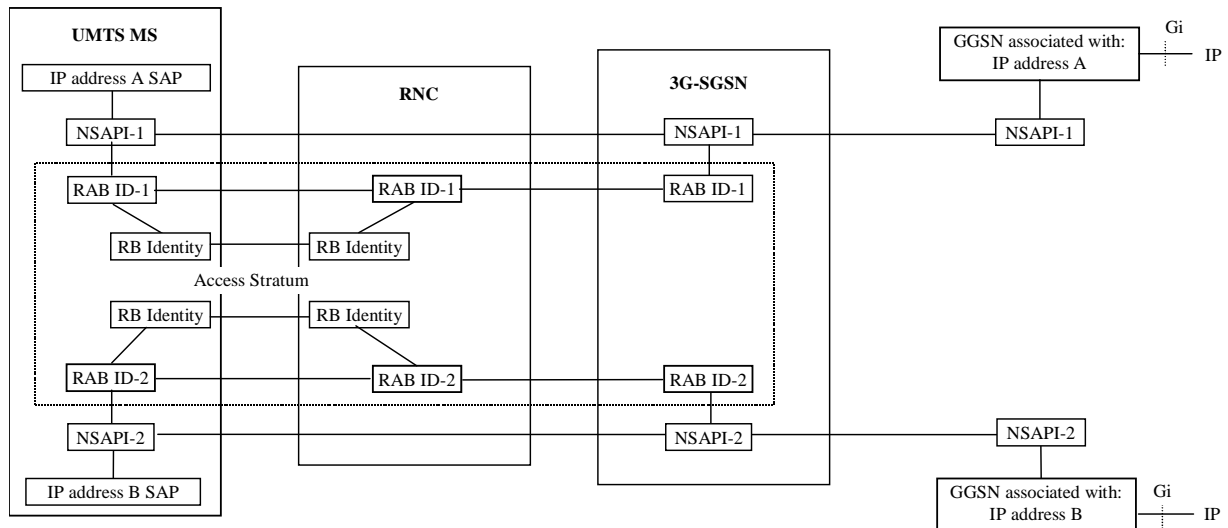 UMTS MS
GGSN associated with:
IP address A
Gi
IP
IP address A SAP
RNC
3G-SGSN
NSAPI-1
NSAPI-1
NSAPI-1
RAB ID-1
RAB ID-1
RAB ID-1
RB Identity
RB Identity
Access Stratum
RB Identity
RB Identity
RAB ID-2
RAB ID-2
RAB ID-2
NSAPI-2
NSAPI-2
NSAPI-2
IP address B SAP
GGSN associated with:
IP address B
Gi
IP